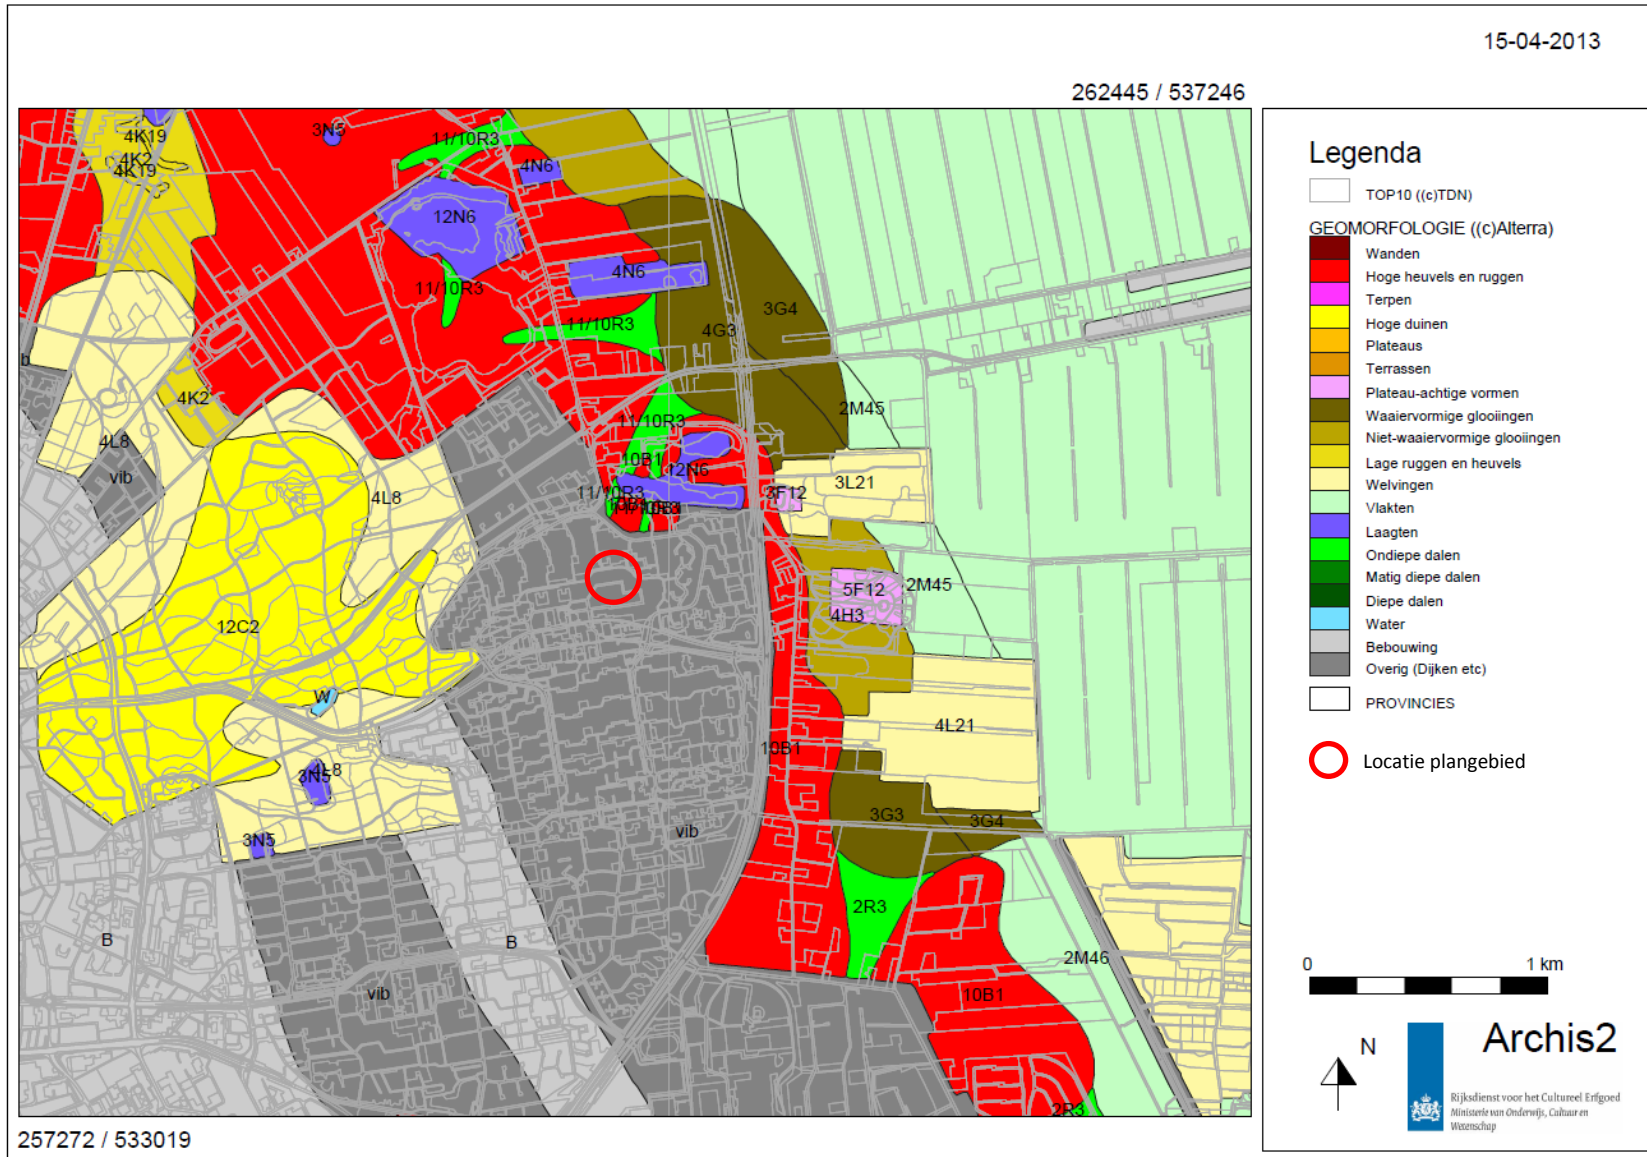 15-04-2013
262445 / 537246
4K19
4K2
4K19
3N5
11/10R3
4N6
12N6
4N6
11/10R3
11/10R3
3G4
4G3
b
4K2
2M45
11/10R3
4L8
10B1
12N6
vib
4L8
11/10R3
3F12
3L21
5F12
2M45
4H3
12C2
W
4L21
10B1
4L8
3N5
3G3
3G4
vib
3N5
2R3
B
B
2M46
vib
10B1
2R3
257272 / 533019
Legenda
TOP10 ((c)TDN)
GEOMORFOLOGIE ((c)Alterra)
Wanden
Hoge heuvels en ruggen
Terpen
Hoge duinen
Plateaus
Terrassen
Plateau-achtige vormen
Waaiervormige glooiingen
Niet-waaiervormige glooiingen
Lage ruggen en heuvels
Welvingen
Vlakten
Laagten
Ondiepe dalen
Matig diepe dalen
Diepe dalen
Water
Bebouwing
Overig (Dijken etc)
PROVINCIES
Locatie plangebied
0 1 km
N
Archis2
Rijksdienst voor het Cultureel Erfgoed
Ministerie van Onderwijs, Cultuur en
Wetenschap